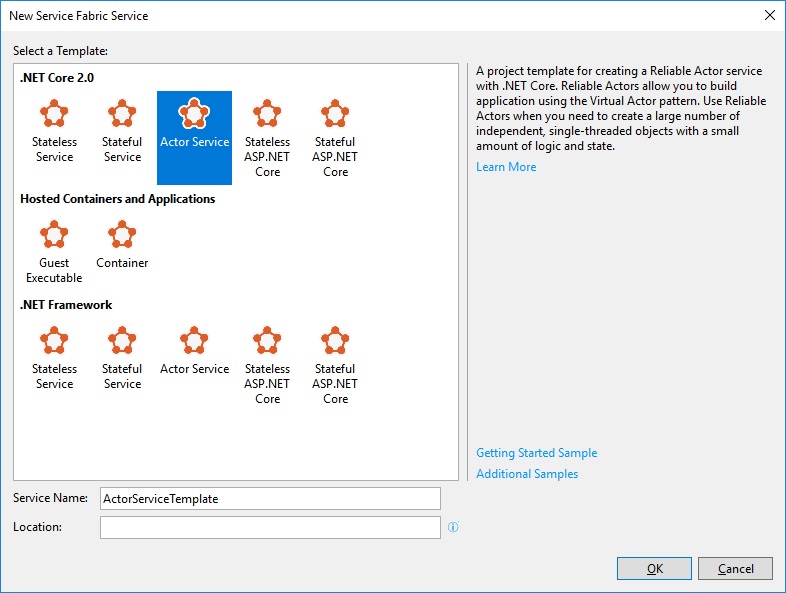 New Service Fabric Service
Select a Template:
.NET Core 2.0
Stateless
Service
Stateful
Service
Actor Service
Stateless
ASP.NET
Core
Stateful
ASP.NET
Core
Hosted Containers and Applications
Guest
Executable
Container
.NET Framework
Stateless
Service
Stateful
Service
Actor Service
Stateless
ASP.NET
Core
Stateful
ASP.NET
Core
A project template for creating a Reliable Actor service
with .NET Core. Reliable Actors allow you to build
application using the Virtual Actor pattern. Use Reliable
Actors when you need to create a large number of
independent, single-threaded objects with a small
amount of logic and state.
Learn More
Getting Started Sample
Additional Samples
Service Name: ActorServiceTemplate
Location:
OK Cancel